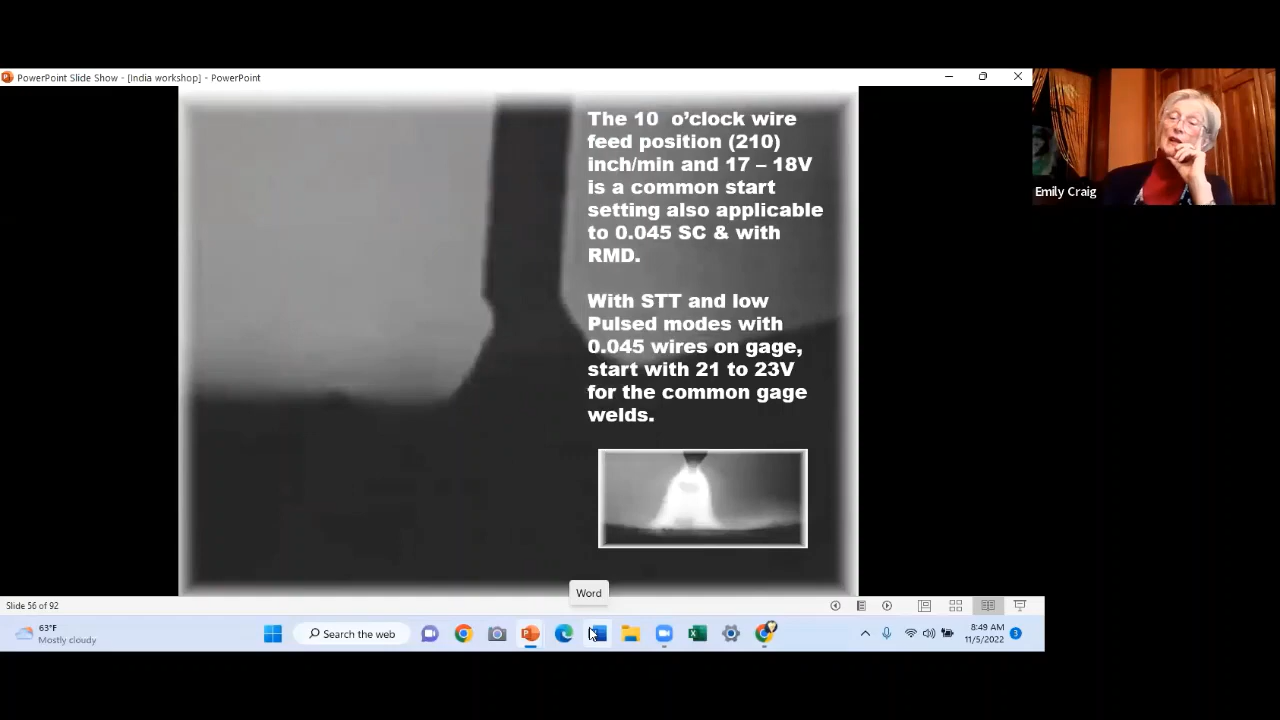 PowerPoint Slide Show - [India workshop] - PowerPoint
The 10 o’clock wire
feed position (210)
inch/min and 17 – 18V
is a common start
setting also applicable
to 0.045 SC & with
RMD.
With STT and low
Pulsed modes with
0.045 wires on gage,
start with 21 to 23V
for the common gage
welds.
Emily Craig
Word
Slide 56 of 92
63°F
Mostly cloudy
Search the web
8:49 AM
11/5/2022
3